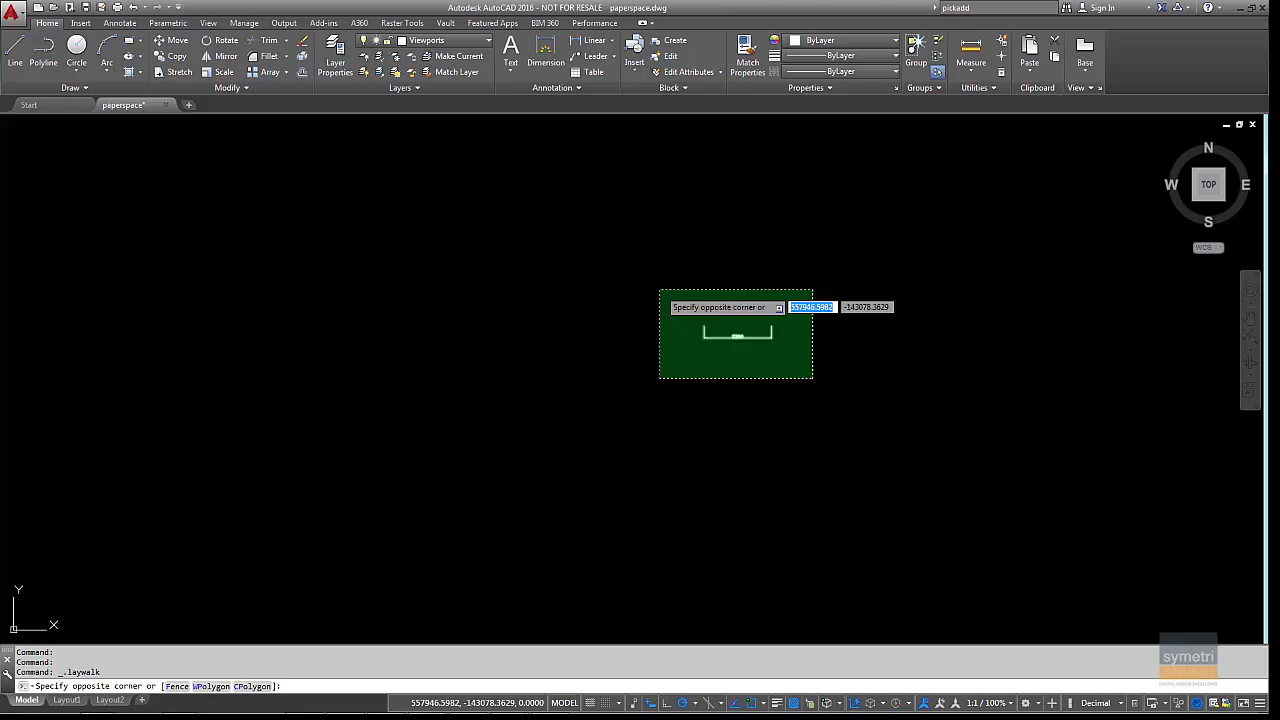 Autodesk AutoCAD 2016 - NOT FOR RESALE paperspace.dwg
pickadd
Sign In
Home Insert Annotate Parametric View Manage Output Add-ins A360 Raster Tools Vault Featured Apps BIM 360 Performance
Line Polyline Circle Arc
Move Rotate Trim
Copy Mirror Fillet
Stretch Scale Array
Layer Properties
Viewports
Make Current
Match Layer
Text Dimension
Linear
Leader
Table
Insert
Create
Edit
Edit Attributes
Match Properties
ByLayer
ByLayer
ByLayer
Group
Measure
Paste
Base
Draw Modify Layers Annotation Block Properties Groups Utilities Clipboard View
Start paperspace*
N
W TOP E
S
WCS
Specify opposite corner or 557946.5982 -143078.3629
Y
X
Command:
Command:
Command: _.laywalk
Specify opposite corner or [Fence WPolygon CPolygon]:
symetri
Model Layout1 Layout2
557946.5982, -143078.3629, 0.0000 MODEL
1:1 / 100%
Decimal